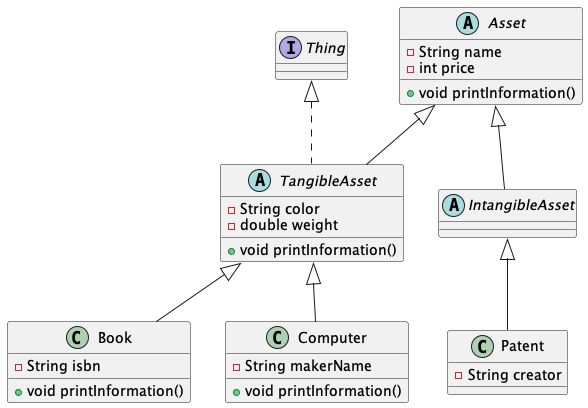 I Thing
A Asset
String name
int price
void printInformation()
A TangibleAsset
String color
double weight
void printInformation()
A IntangibleAsset
C Book
String isbn
void printInformation()
C Computer
String makerName
void printInformation()
C Patent
String creator